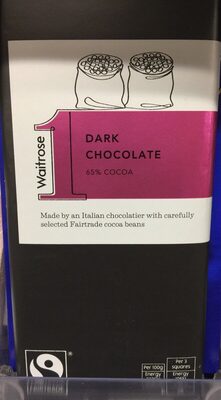 Waitrose
1
DARK
CHOCOLATE
65% COCOA
Made by an Italian chocolatier with carefully
selected Fairtrade cocoa beans
Per 100g
Energy
Per 3
squares
Energy